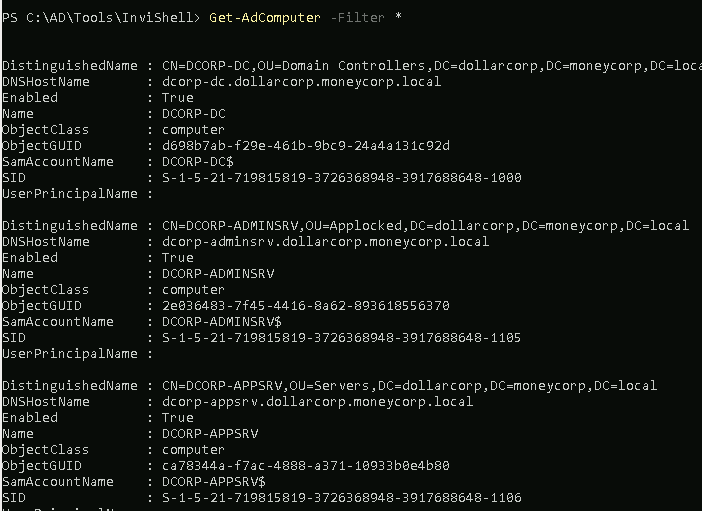 PS C:\AD\Tools\InviShell> Get-AdComputer -Filter *
DistinguishedName : CN=DCORP-DC,OU=Domain Controllers,DC=dollarcorp,DC=moneycorp,DC=loca
DNSHostName : dcorp-dc.dollarcorp.moneycorp.local
Enabled : True
Name : DCORP-DC
ObjectClass : computer
ObjectGUID : d698b7ab-f29e-461b-9bc9-24a4a131c92d
SamAccountName : DCORP-DC$
SID : S-1-5-21-719815819-3726368948-3917688648-1000
UserPrincipalName :
DistinguishedName : CN=DCORP-ADMINSRV,OU=Applocked,DC=dollarcorp,DC=moneycorp,DC=local
DNSHostName : dcorp-adminsrv.dollarcorp.moneycorp.local
Enabled : True
Name : DCORP-ADMINSRV
ObjectClass : computer
ObjectGUID : 2e036483-7f45-4416-8a62-893618556370
SamAccountName : DCORP-ADMINSRV$
SID : S-1-5-21-719815819-3726368948-3917688648-1105
UserPrincipalName :
DistinguishedName : CN=DCORP-APPSRV,OU=Servers,DC=dollarcorp,DC=moneycorp,DC=local
DNSHostName : dcorp-appsrv.dollarcorp.moneycorp.local
Enabled : True
Name : DCORP-APPSRV
ObjectClass : computer
ObjectGUID : ca78344a-f7ac-4888-a371-10933b0e4b80
SamAccountName : DCORP-APPSRV$
SID : S-1-5-21-719815819-3726368948-3917688648-1106